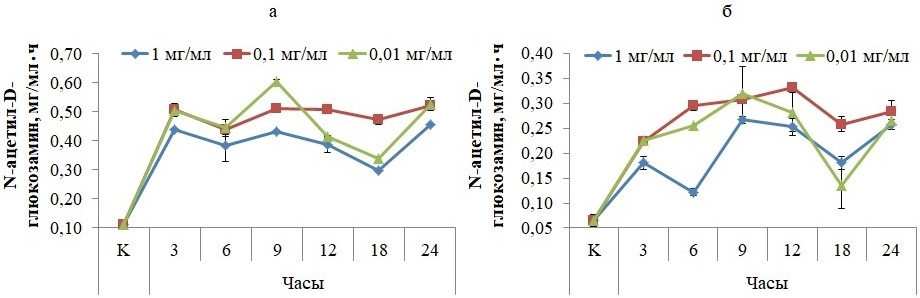 а
1 мг/мл 0,1 мг/мл 0,01 мг/мл
N-ацетил-D-
глюкозамин, мг/мл·ч
0,70
0,60
0,50
0,40
0,30
0,20
0,10
К 3 6 9 12 18 24
Часы
б
1 мг/мл 0,1 мг/мл 0,01 мг/мл
N-ацетил-D-
глюкозамин, мг/мл·ч
0,40
0,35
0,30
0,25
0,20
0,15
0,10
0,05
К 3 6 9 12 18 24
Часы